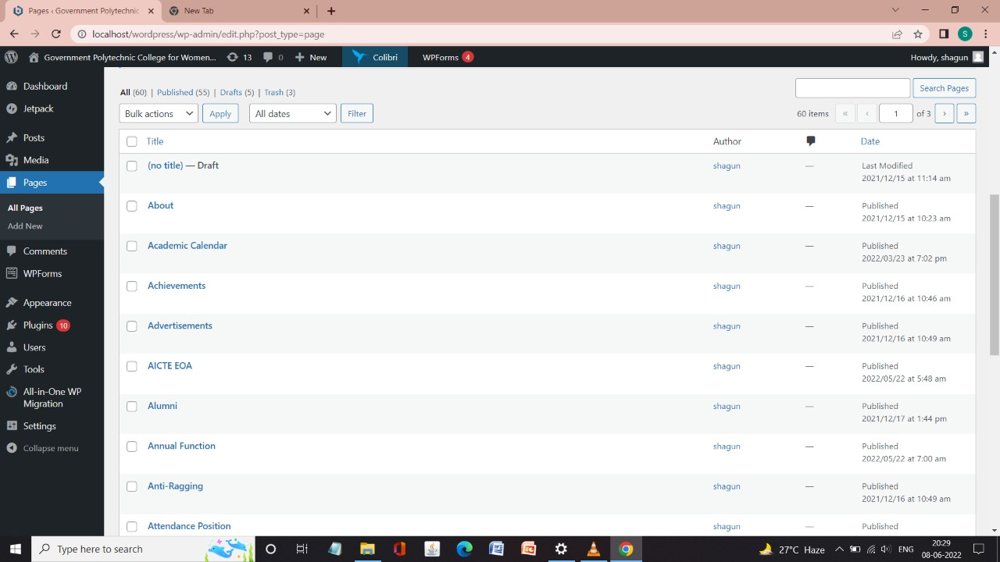 Pages ‹ Government Polytechnic
New Tab
localhost/wordpress/wp-admin/edit.php?post_type=page
S
Government Polytechnic College for Women...
13
0
New
Colibri
WPForms 4
Howdy, shagun
Dashboard
Jetpack
Posts
Media
Pages
All Pages
Add New
Comments
WPForms
Appearance
Plugins 10
Users
Tools
All-in-One WP
Migration
Settings
Collapse menu
All (60) | Published (55) | Drafts (5) | Trash (3)
Search Pages
Bulk actions
Apply
All dates
Filter
60 items « ‹ 1 of 3 › »
Title Author Date
(no title) — Draft shagun — Last Modified
2021/12/15 at 11:14 am
About shagun — Published
2021/12/15 at 10:23 am
Academic Calendar shagun — Published
2022/03/23 at 7:02 pm
Achievements shagun — Published
2021/12/16 at 10:46 am
Advertisements shagun — Published
2021/12/16 at 10:49 am
AICTE EOA shagun — Published
2022/05/22 at 5:48 am
Alumni shagun — Published
2021/12/17 at 1:44 pm
Annual Function shagun — Published
2022/05/22 at 7:00 am
Anti-Ragging shagun — Published
2021/12/16 at 10:49 am
Attendance Position shagun — Published
Type here to search
27°C Haze
ENG
20:29
08-06-2022